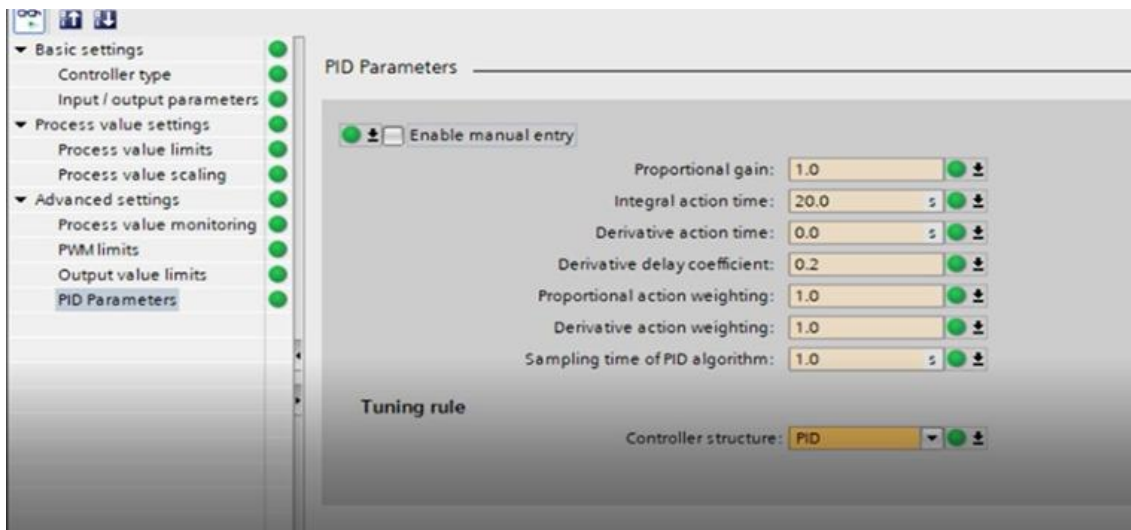 Basic settings
Controller type
Input / output parameters
Process value settings
Process value limits
Process value scaling
Advanced settings
Process value monitoring
PWM limits
Output value limits
PID Parameters
PID Parameters
Enable manual entry
Proportional gain: 1.0
Integral action time: 20.0 s
Derivative action time: 0.0 s
Derivative delay coefficient: 0.2
Proportional action weighting: 1.0
Derivative action weighting: 1.0
Sampling time of PID algorithm: 1.0 s
Tuning rule
Controller structure: PID